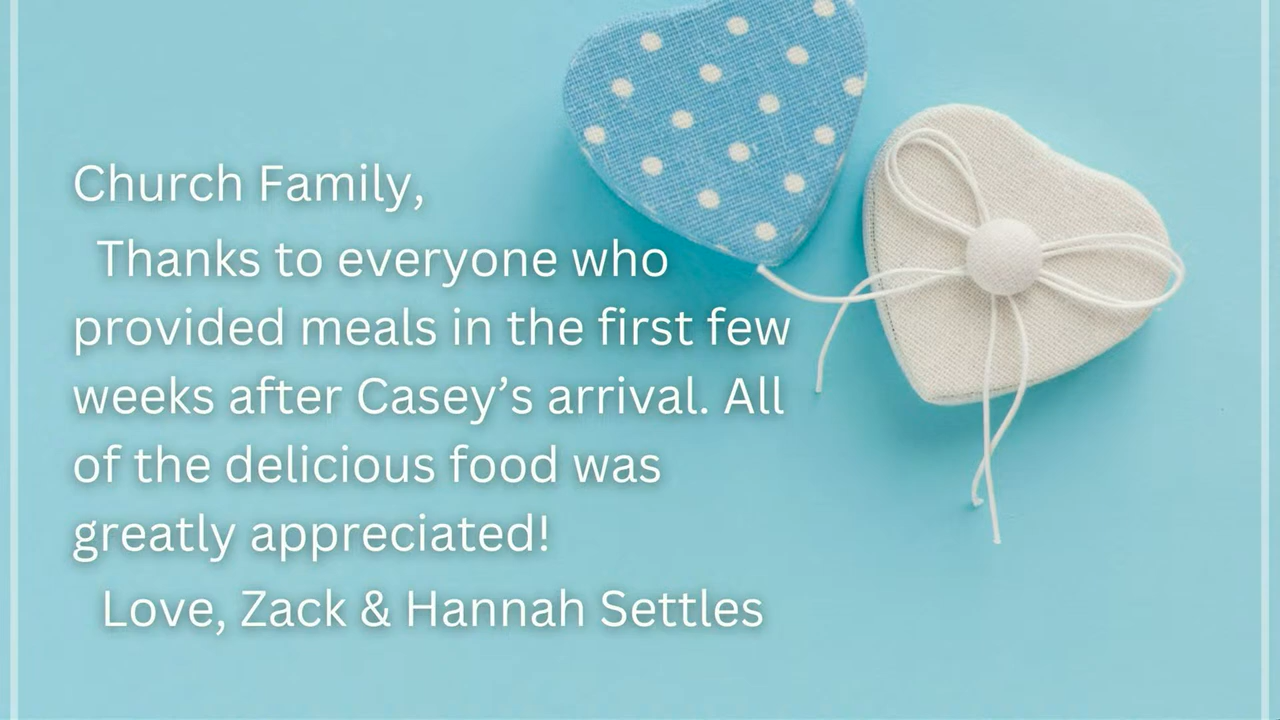 Church Family,
Thanks to everyone who
provided meals in the first few
weeks after Casey’s arrival. All
of the delicious food was
greatly appreciated!
Love, Zack & Hannah Settles